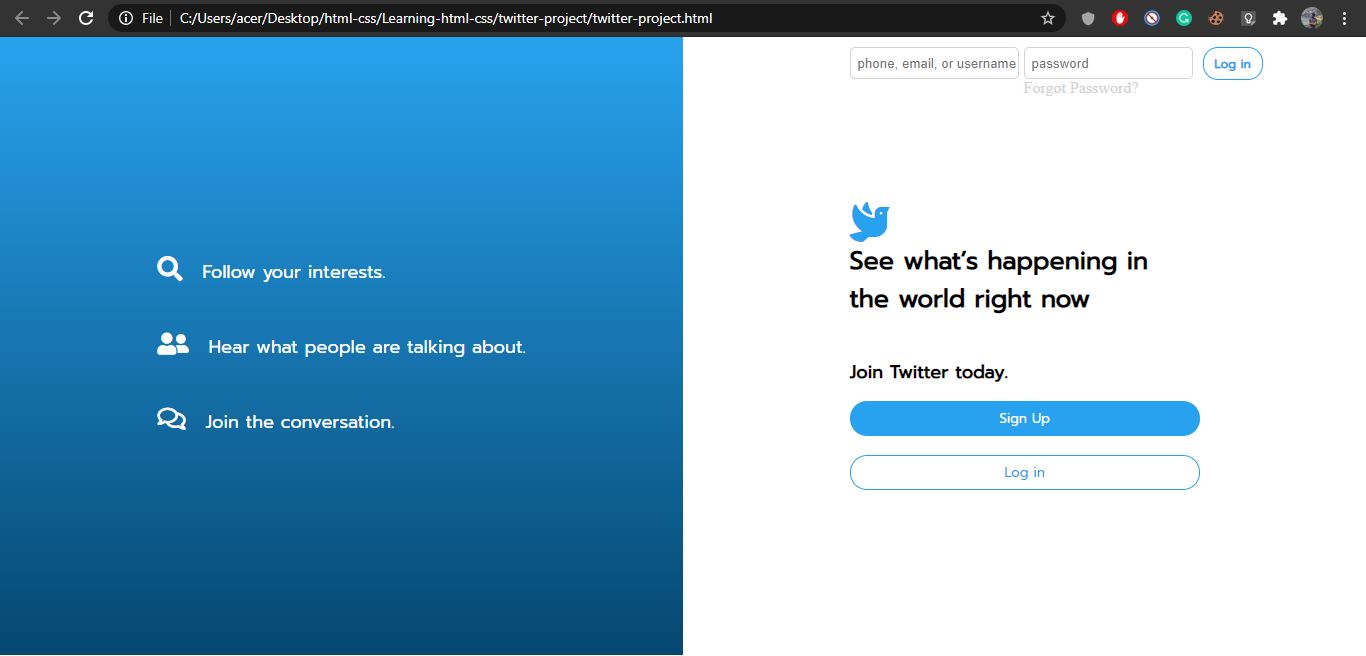 File
C:/Users/acer/Desktop/html-css/Learning-html-css/twitter-project/twitter-project.html
phone, email, or username
password
Log in
Forgot Password?
Follow your interests.
Hear what people are talking about.
Join the conversation.
See what’s happening in
the world right now
Join Twitter today.
Sign Up
Log in